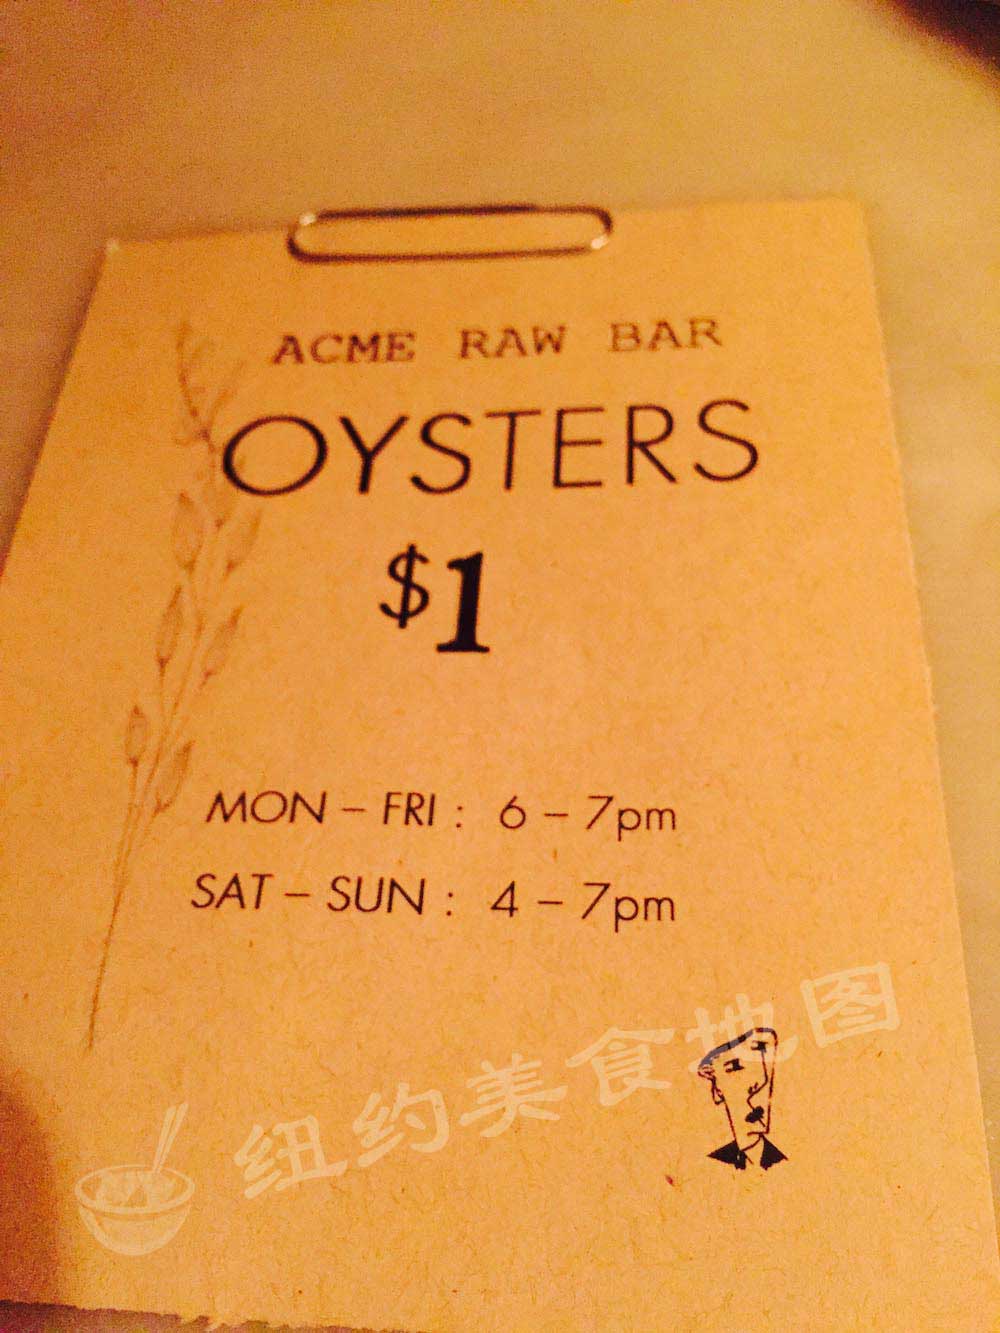 ACME RAW BAR
OYSTERS
$1
MON – FRI : 6 – 7pm
SAT – SUN : 4 – 7pm
纽约美食地图